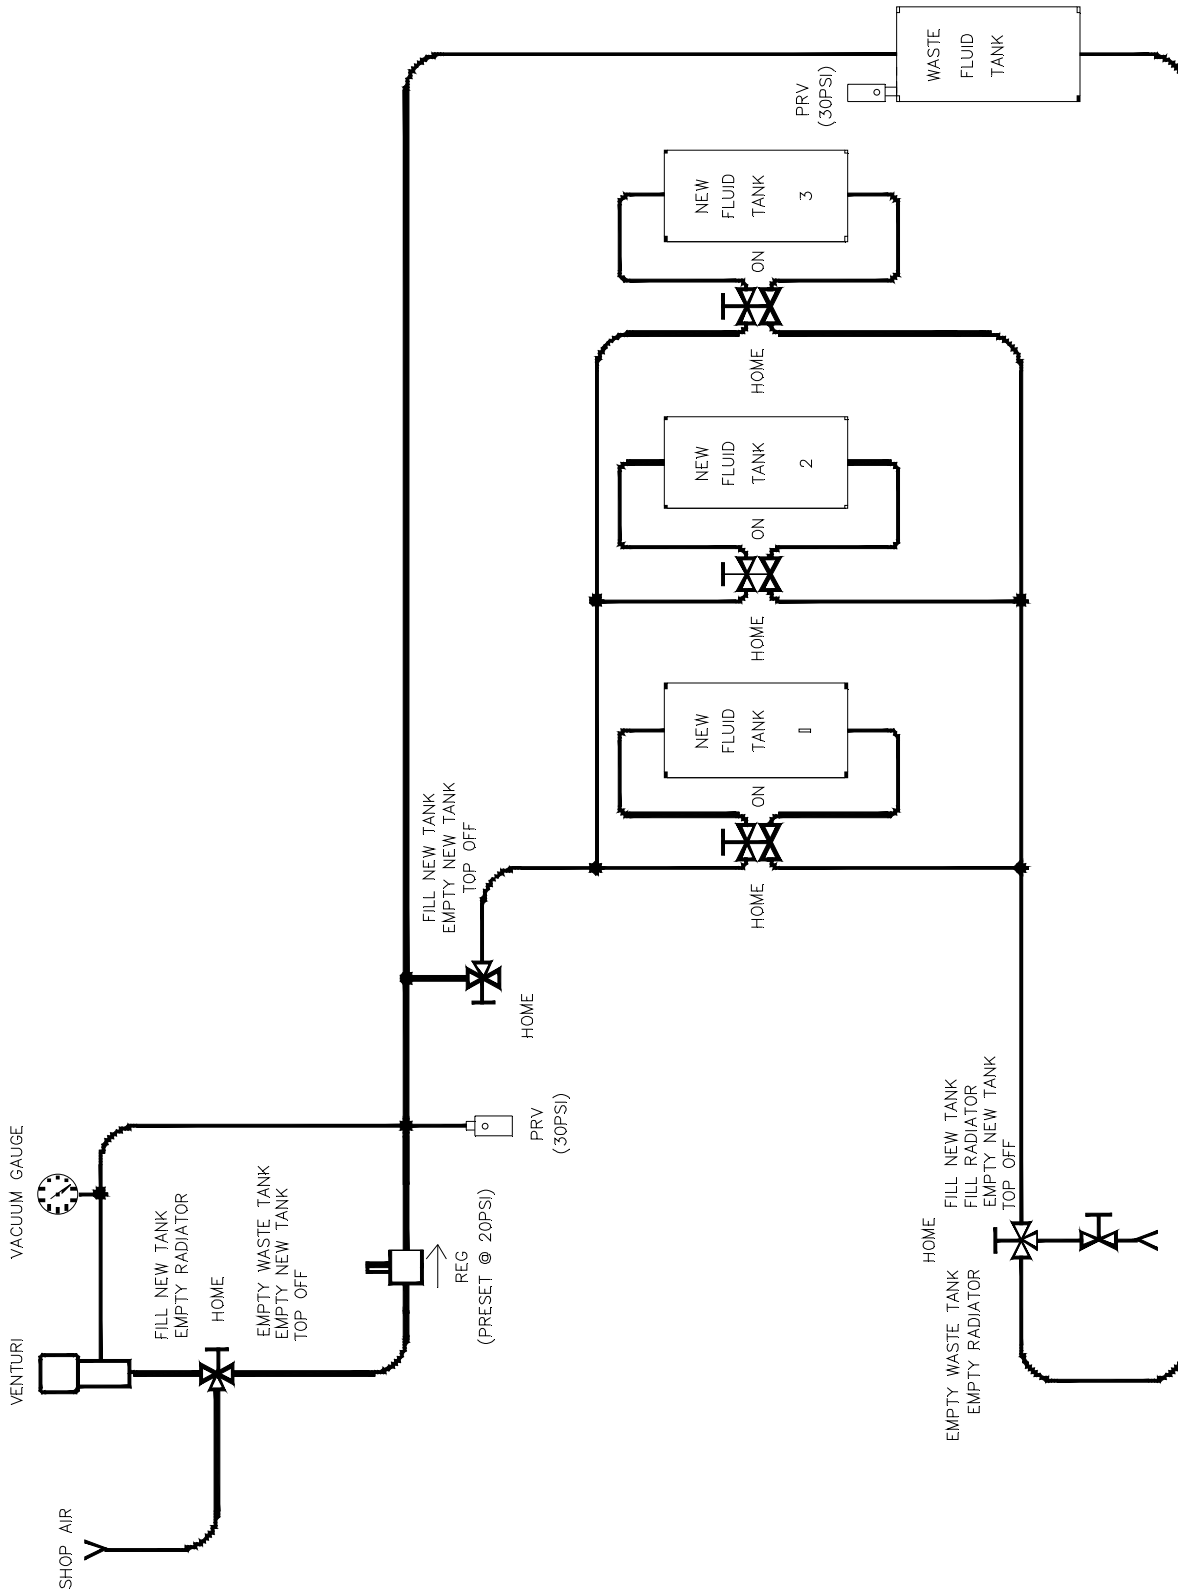 SHOP AIR
VENTURI
VACUUM GAUGE
FILL NEW TANK
EMPTY RADIATOR
HOME
EMPTY WASTE TANK
EMPTY NEW TANK
TOP OFF
REG
(PRESET @ 20PSI)
PRV
(30PSI)
FILL NEW TANK
EMPTY NEW TANK
TOP OFF
HOME
HOME
ON
NEW
FLUID
TANK
1
HOME
ON
NEW
FLUID
TANK
2
HOME
ON
NEW
FLUID
TANK
3
PRV
(30PSI)
WASTE
FLUID
TANK
EMPTY WASTE TANK
EMPTY RADIATOR
HOME
FILL NEW TANK
FILL RADIATOR
EMPTY NEW TANK
TOP OFF